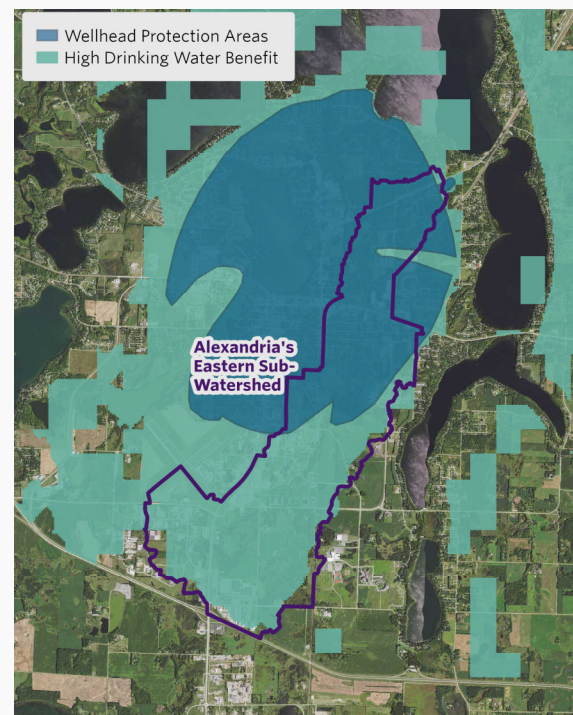 Wellhead Protection Areas
High Drinking Water Benefit
Alexandria's
Eastern Sub-
Watershed